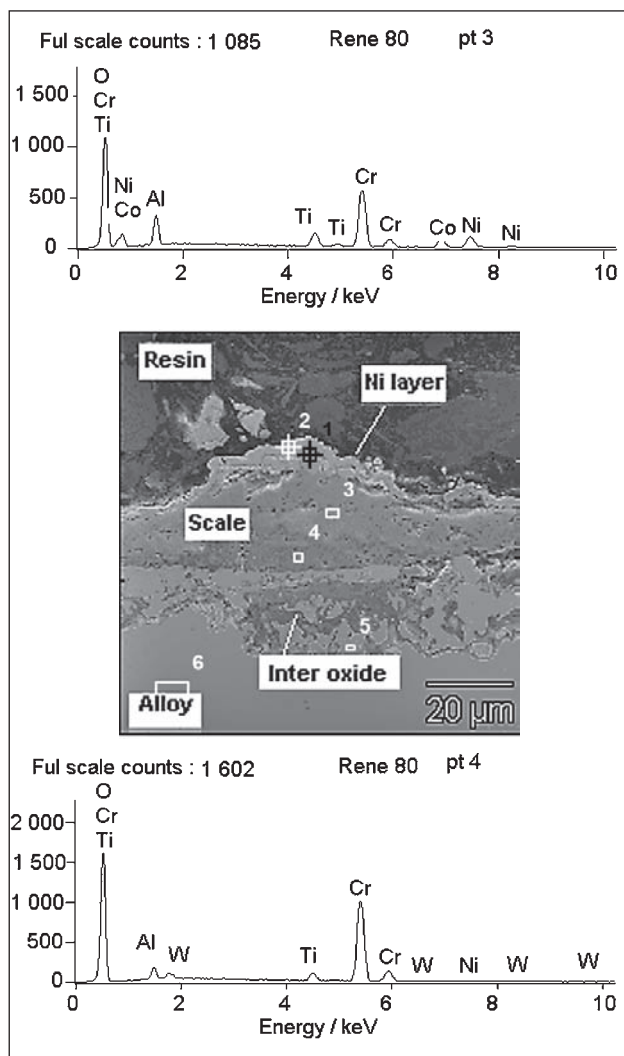 Ful scale counts : 1 085 Rene 80 pt 3
O
Cr
Ti
Ni
Co
Al
Ti
Ti
Cr
Cr
Co
Ni
Ni
1 500
1 000
500
0
0 2 4 6 8 10
Energy / keV
Resin
Ni layer
2
1
3
Scale
4
5
Inter oxide
6
Alloy
20 µm
Ful scale counts : 1 602 Rene 80 pt 4
O
Cr
Ti
Al
W
Ti
Cr
Cr
W
Ni
W
W
2 000
1 500
1 000
500
0
0 2 4 6 8 10
Energy / keV